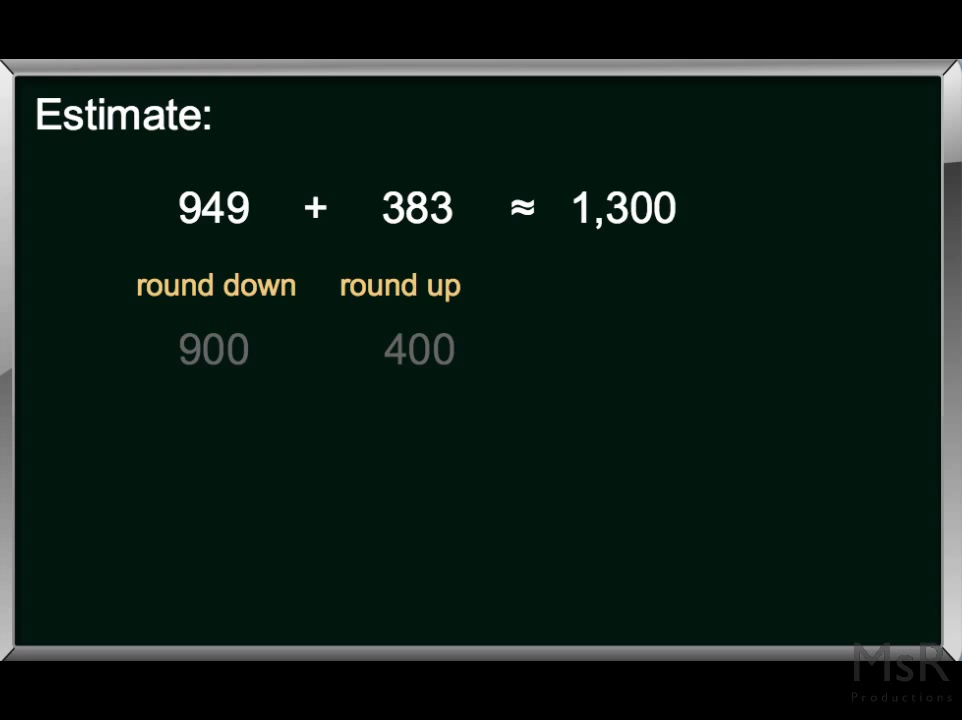 Estimate:
949 + 383 ≈ 1,300
round down round up
900 400
MsR
Productions